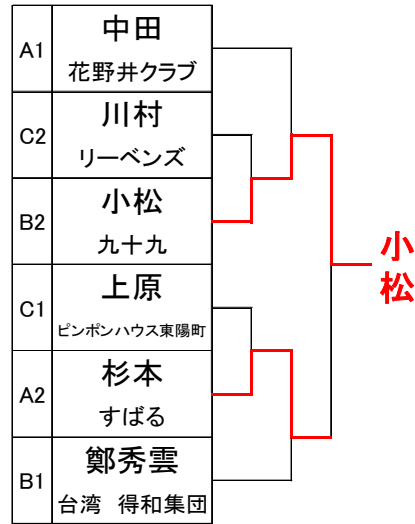 A1
中田
花野井クラブ
C2
川村
リーベンズ
B2
小松
九十九
C1
上原
ピンポンハウス東陽町
A2
杉本
すばる
B1
鄭秀雲
台湾　得和集団
小松